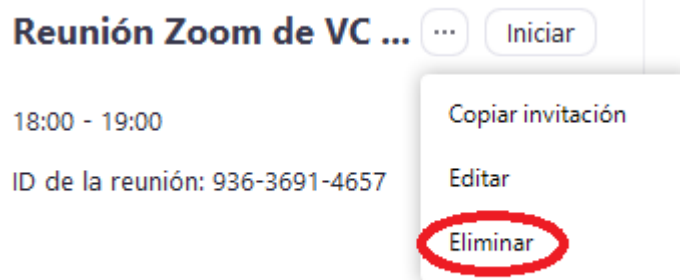 Reunión Zoom de VC ... ... Iniciar
Copiar invitación
18:00 - 19:00
ID de la reunión: 936-3691-4657
Editar
Eliminar